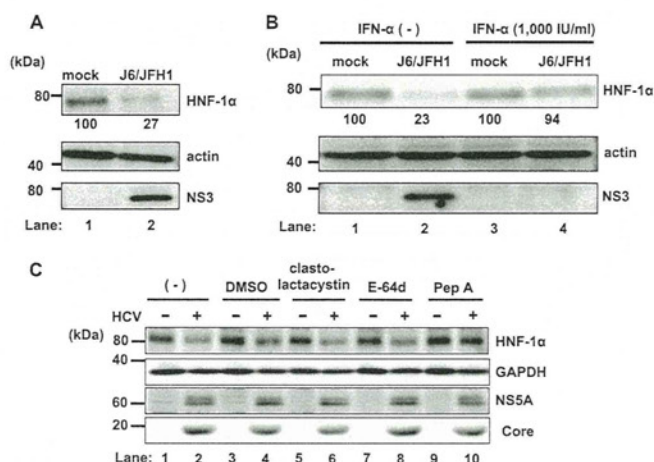 A
(kDa)
mock J6/JFH1
80
HNF-1α
100 27
actin
40
80
NS3
Lane: 1 2
B
IFN-α (-) IFN-α (1,000 IU/ml)
(kDa)
mock J6/JFH1 mock J6/JFH1
80
HNF-1α
100 23 100 94
actin
40
80
NS3
Lane: 1 2 3 4
C
(-) DMSO clasto-
lactacystin E-64d Pep A
HCV - + - + - + - + - +
(kDa)
80
HNF-1α
40
GAPDH
60
NS5A
20
Core
Lane: 1 2 3 4 5 6 7 8 9 10